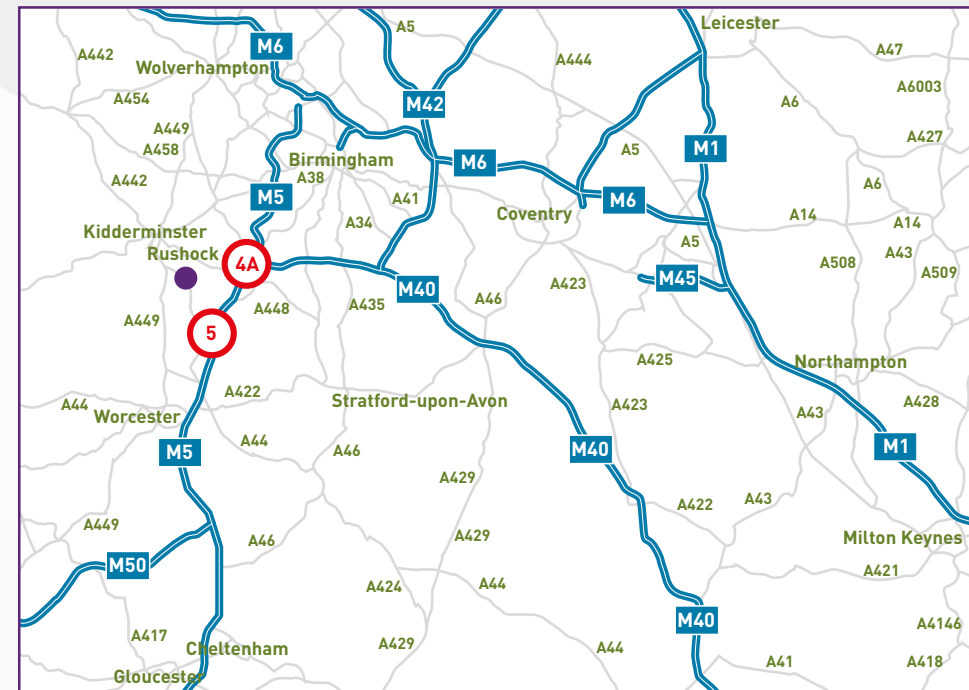 Leicester
A5
M6
A442
A47
A444
Wolverhampton
A6003
A454
M42
A6
A449
A427
A458
A5
M1
Birmingham
M6
A38
A442
A6
M5
A41
M6
Coventry
A34
A14
A14
Kidderminster
A5
Rushock
A43
4A
A508
A509
M45
A423
M40
A46
A448
A435
A449
5
A425
Northampton
A422
Stratford-upon-Avon
A428
A44
A423
Worcester
A43
A44
M1
A46
M5
M40
A429
A43
A422
A449
A429
Milton Keynes
A46
M50
A421
A424
A44
M40
A4146
A417
A429
Cheltenham
A44
A41
A418
Gloucester